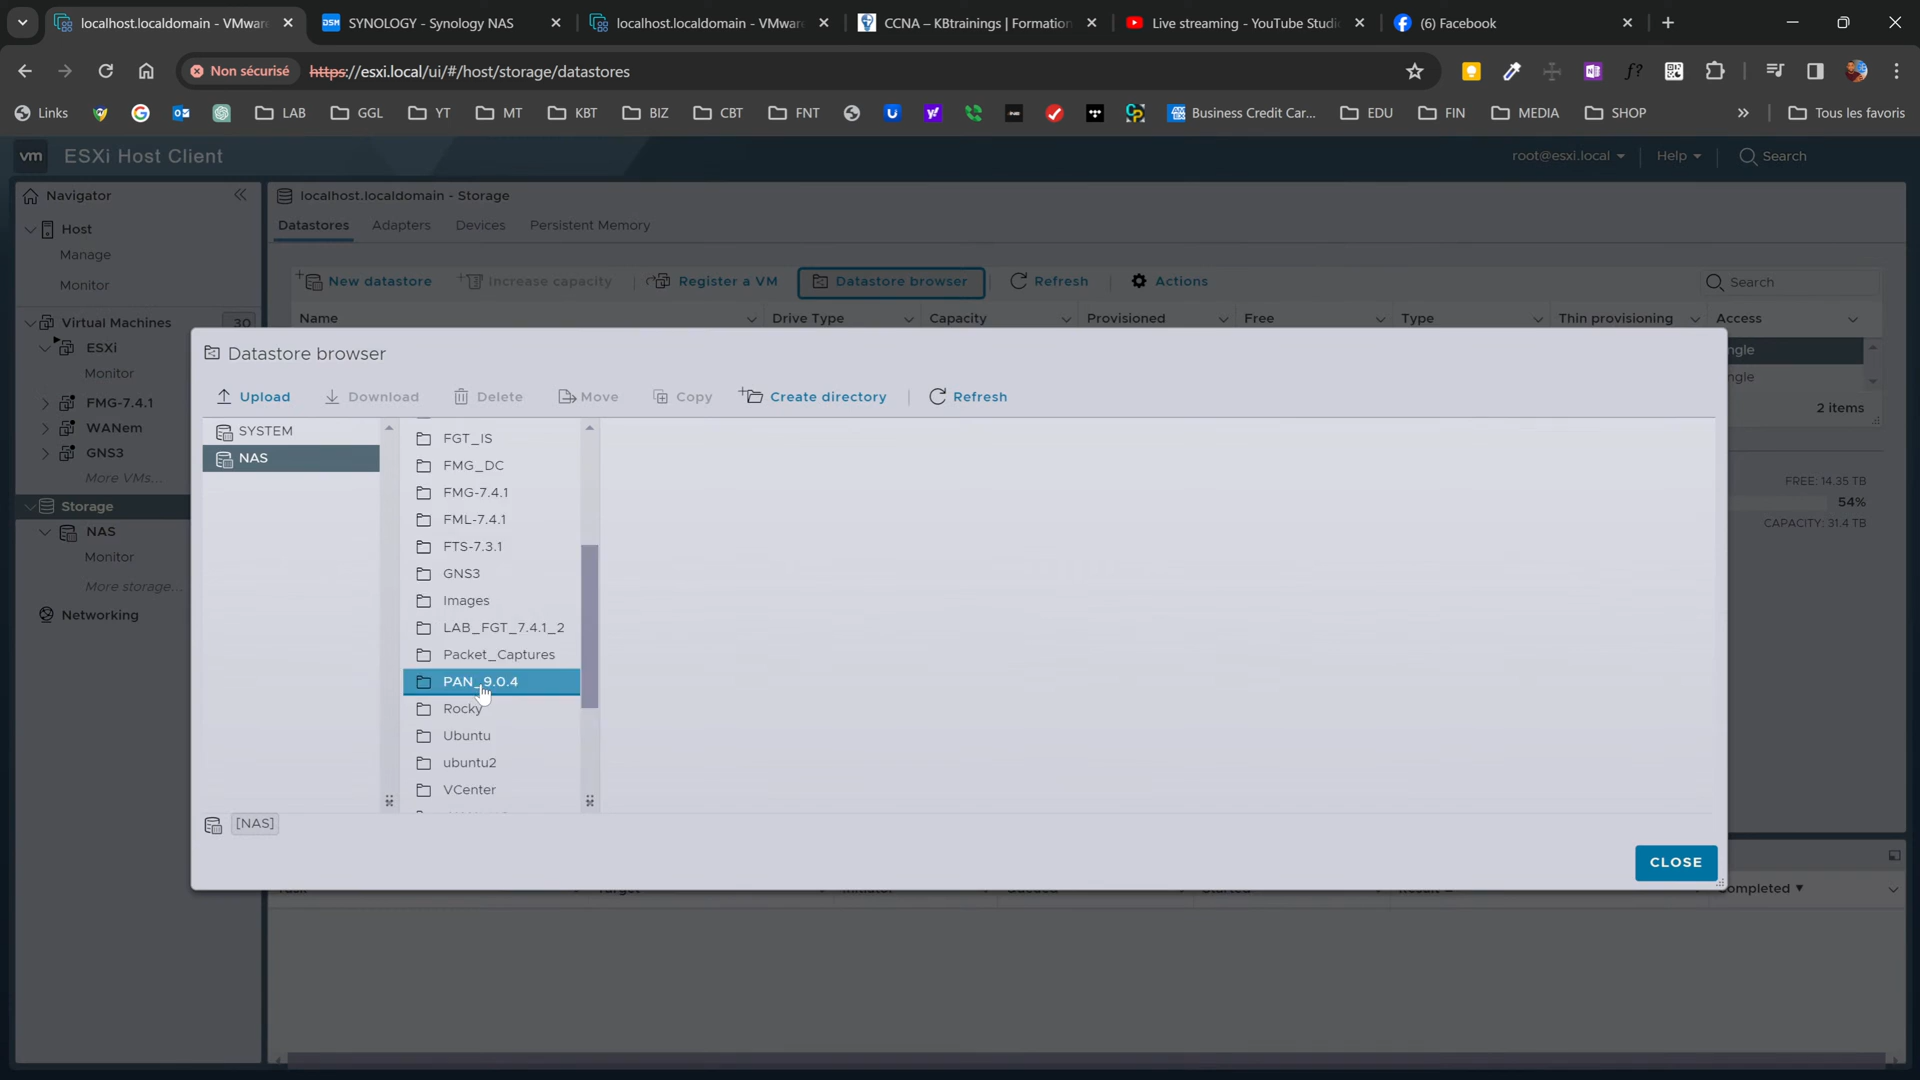 localhost.localdomain - VMwar
SYNOLOGY - Synology NAS
localhost.localdomain - VMwar
CCNA – KBtrainings | Formation
Live streaming - YouTube Studi
(6) Facebook
Non sécurisé
https://esxi.local/ui/#/host/storage/datastores
Links
LAB
GGL
YT
MT
KBT
BIZ
CBT
FNT
Business Credit Car...
EDU
FIN
MEDIA
SHOP
Tous les favoris
vm ESXi Host Client
root@esxi.local
Help
Search
Navigator
localhost.localdomain - Storage
Host
Manage
Monitor
Virtual Machines 30
ESXi
Monitor
FMG-7.4.1
WANem
GNS3
More VMs...
Storage
NAS
Monitor
More storage...
Networking
Datastores
Adapters
Devices
Persistent Memory
New datastore
Increase capacity
Register a VM
Datastore browser
Refresh
Actions
Search
Name
Drive Type
Capacity
Provisioned
Free
Type
Thin provisioning
Access
ngle
ngle
2 items
FREE: 14.35 TB
54%
CAPACITY: 31.4 TB
Datastore browser
Upload
Download
Delete
Move
Copy
Create directory
Refresh
SYSTEM
NAS
FGT_IS
FMG_DC
FMG-7.4.1
FML-7.4.1
FTS-7.3.1
GNS3
Images
LAB_FGT_7.4.1_2
Packet_Captures
PAN_9.0.4
Rocky
Ubuntu
ubuntu2
VCenter
[NAS]
CLOSE
ompleted ▼